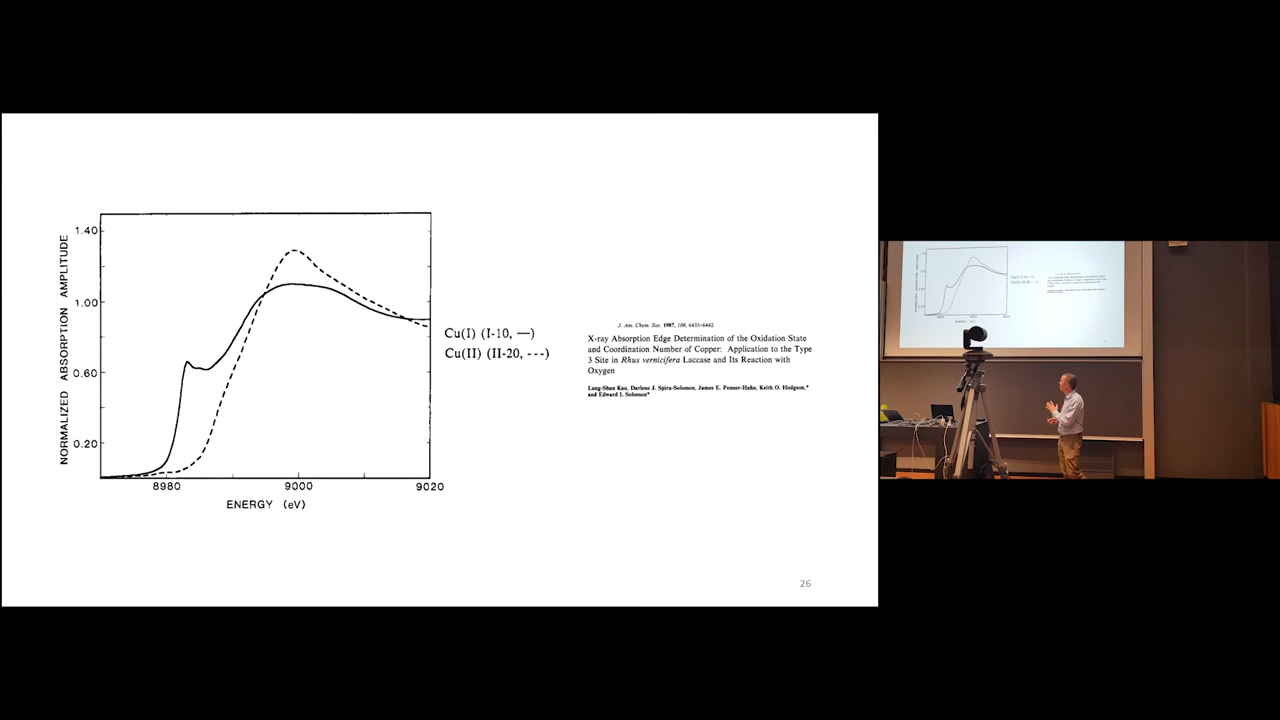 NORMALIZED ABSORPTION AMPLITUDE
1.40
1.00
0.60
0.20
8980 9000 9020
ENERGY (eV)
Cu(I) (I-10, —)
Cu(II) (II-20, ---)
J. Am. Chem. Soc. 1987, 109, 6433-6442
X-ray Absorption Edge Determination of the Oxidation State
and Coordination Number of Copper: Application to the Type
3 Site in Rhus vernicifera Laccase and Its Reaction with
Oxygen
Lung-Shan Kau, Darlene J. Spira-Solomon, James E. Penner-Hahn, Keith O. Hodgson,*
and Edward I. Solomon*
26